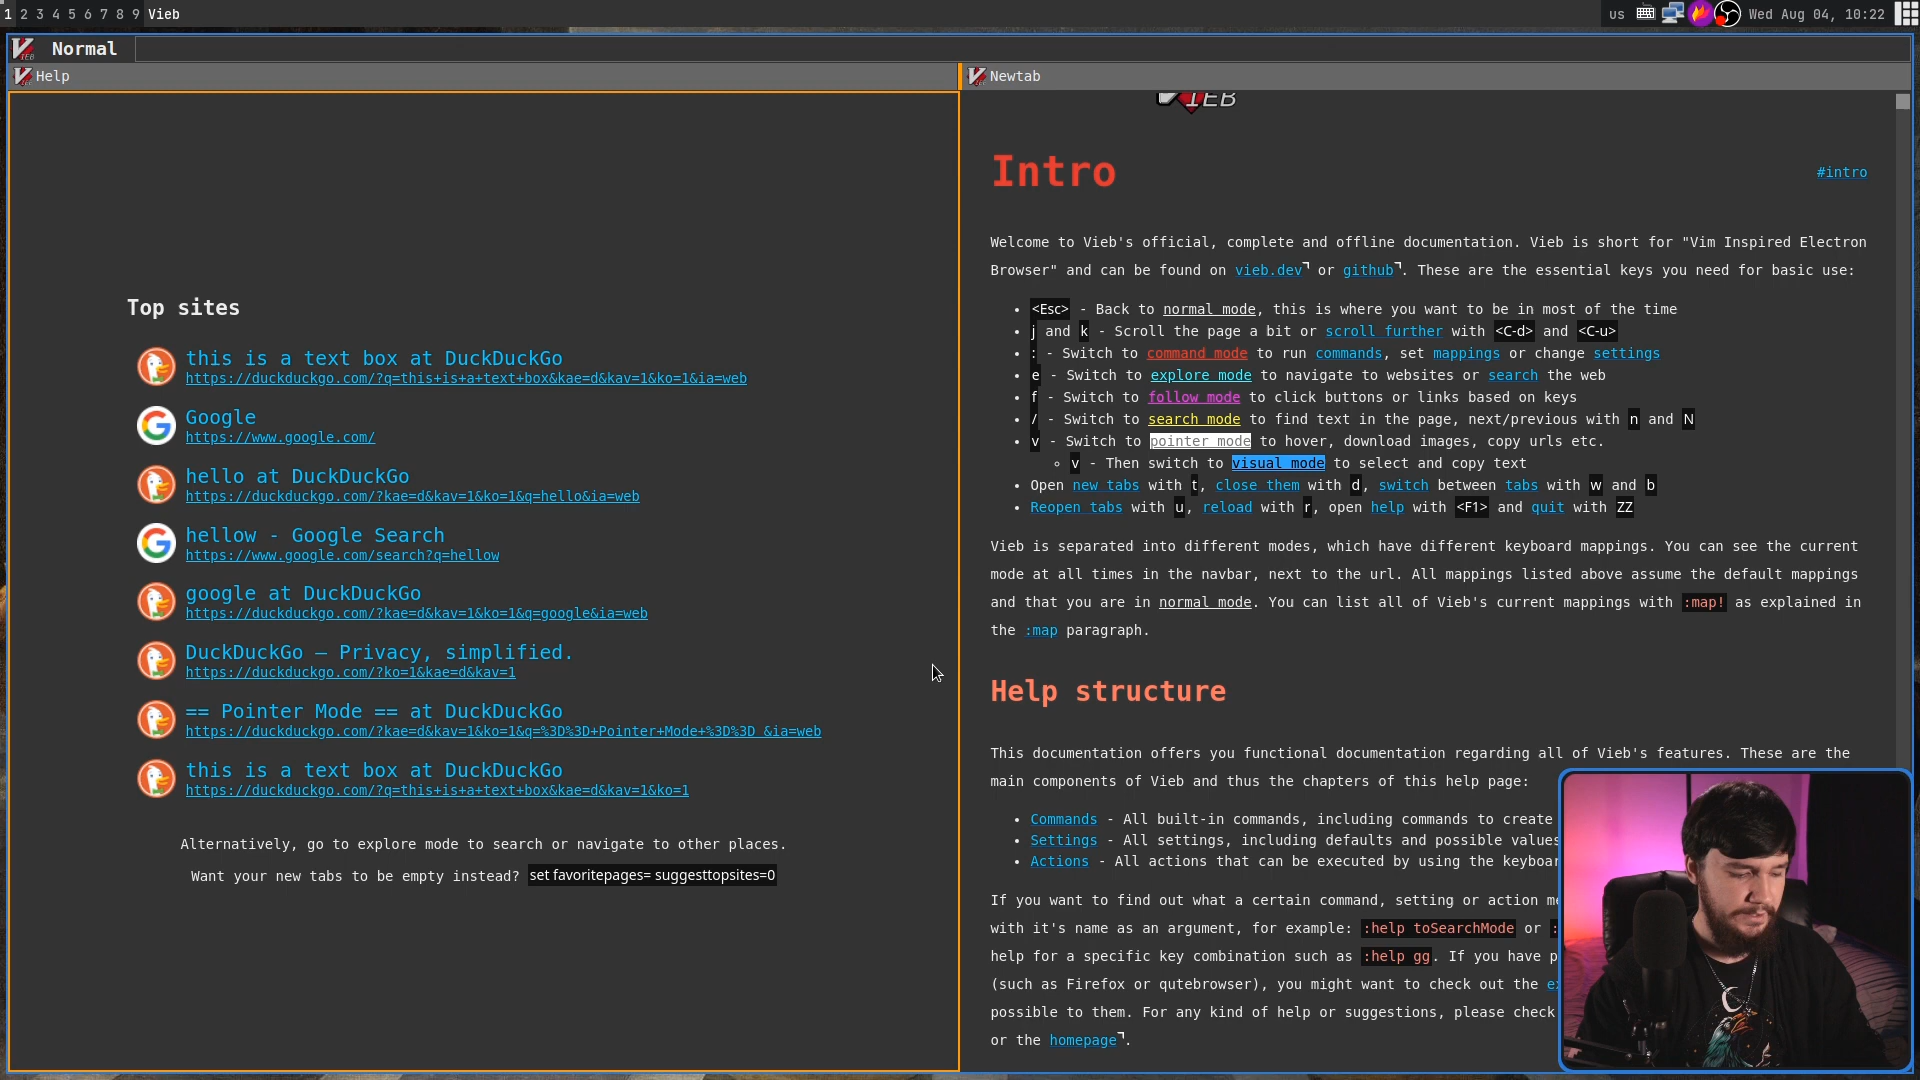 1 2 3 4 5 6 7 8 9 Vieb
us Wed Aug 04, 10:22
Normal
Help
Newtab
Top sites
this is a text box at DuckDuckGo
https://duckduckgo.com/?q=this+is+a+text+box&kae=d&kav=1&ko=1&ia=web
Google
https://www.google.com/
hello at DuckDuckGo
https://duckduckgo.com/?kae=d&kav=1&ko=1&q=hello&ia=web
hellow - Google Search
https://www.google.com/search?q=hellow
google at DuckDuckGo
https://duckduckgo.com/?kae=d&kav=1&ko=1&q=google&ia=web
DuckDuckGo — Privacy, simplified.
https://duckduckgo.com/?ko=1&kae=d&kav=1
== Pointer Mode == at DuckDuckGo
https://duckduckgo.com/?kae=d&kav=1&ko=1&q=%3D%3D+Pointer+Mode+%3D%3D &ia=web
this is a text box at DuckDuckGo
https://duckduckgo.com/?q=this+is+a+text+box&kae=d&kav=1&ko=1
Alternatively, go to explore mode to search or navigate to other places.
Want your new tabs to be empty instead? set favoritepages= suggesttopsites=0
IEB
Intro
#intro
Welcome to Vieb's official, complete and offline documentation. Vieb is short for "Vim Inspired Electron
Browser" and can be found on vieb.dev or github. These are the essential keys you need for basic use:
• <Esc> - Back to normal mode, this is where you want to be in most of the time
• j and k - Scroll the page a bit or scroll further with <C-d> and <C-u>
• : - Switch to command mode to run commands, set mappings or change settings
• e - Switch to explore mode to navigate to websites or search the web
• f - Switch to follow mode to click buttons or links based on keys
• / - Switch to search mode to find text in the page, next/previous with n and N
• v - Switch to pointer mode to hover, download images, copy urls etc.
◦ v - Then switch to visual mode to select and copy text
• Open new tabs with t, close them with d, switch between tabs with w and b
• Reopen tabs with u, reload with r, open help with <F1> and quit with ZZ
Vieb is separated into different modes, which have different keyboard mappings. You can see the current
mode at all times in the navbar, next to the url. All mappings listed above assume the default mappings
and that you are in normal mode. You can list all of Vieb's current mappings with :map! as explained in
the :map paragraph.
Help structure
This documentation offers you functional documentation regarding all of Vieb's features. These are the
main components of Vieb and thus the chapters of this help page:
• Commands - All built-in commands, including commands to create
• Settings - All settings, including defaults and possible values
• Actions - All actions that can be executed by using the keyboar
If you want to find out what a certain command, setting or action me
with it's name as an argument, for example: :help toSearchMode or :
help for a specific key combination such as :help gg. If you have p
(such as Firefox or qutebrowser), you might want to check out the e
possible to them. For any kind of help or suggestions, please check
or the homepage.